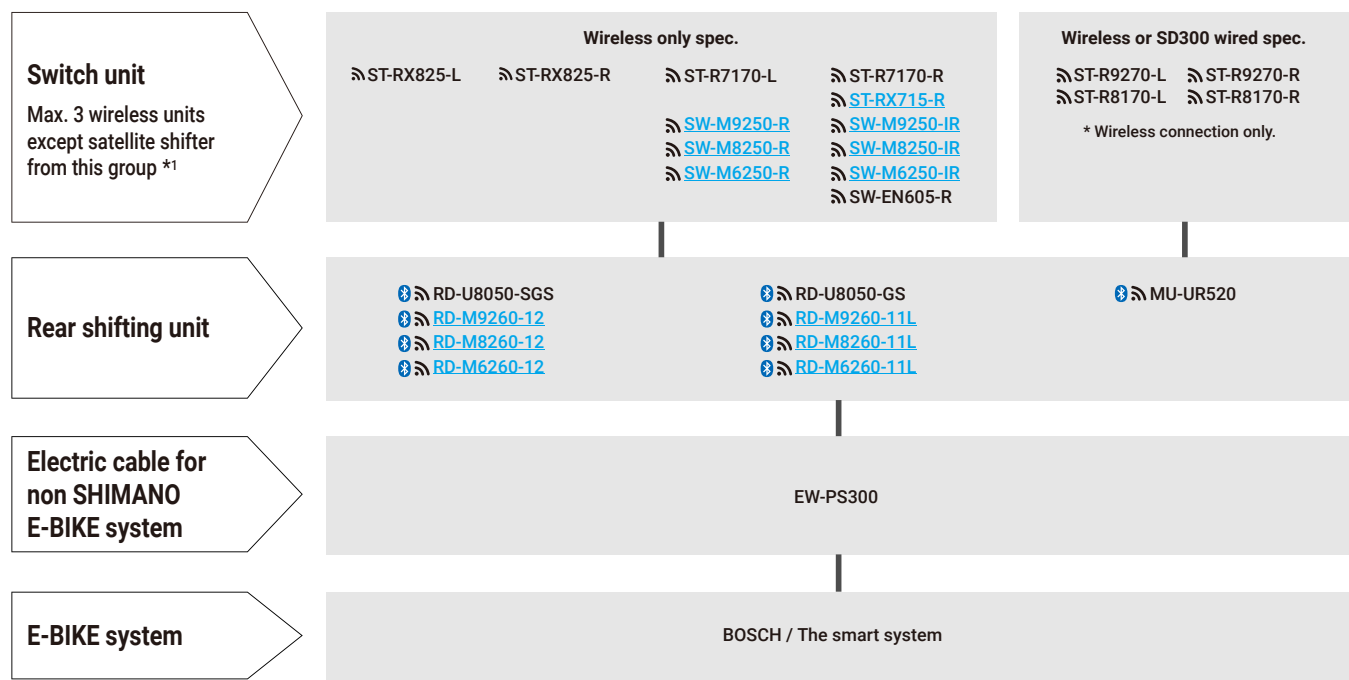 Switch unit
Max. 3 wireless units
except satellite shifter
from this group *1
Wireless only spec.
ST-RX825-L ST-RX825-R ST-R7170-L ST-R7170-R
ST-RX715-R
SW-M9250-R SW-M9250-IR
SW-M8250-R SW-M8250-IR
SW-M6250-R SW-M6250-IR
SW-EN605-R
Wireless or SD300 wired spec.
ST-R9270-L ST-R9270-R
ST-R8170-L ST-R8170-R
* Wireless connection only.
Rear shifting unit
RD-U8050-SGS RD-U8050-GS MU-UR520
RD-M9260-12 RD-M9260-11L
RD-M8260-12 RD-M8260-11L
RD-M6260-12 RD-M6260-11L
Electric cable for
non SHIMANO
E-BIKE system
EW-PS300
E-BIKE system
BOSCH / The smart system